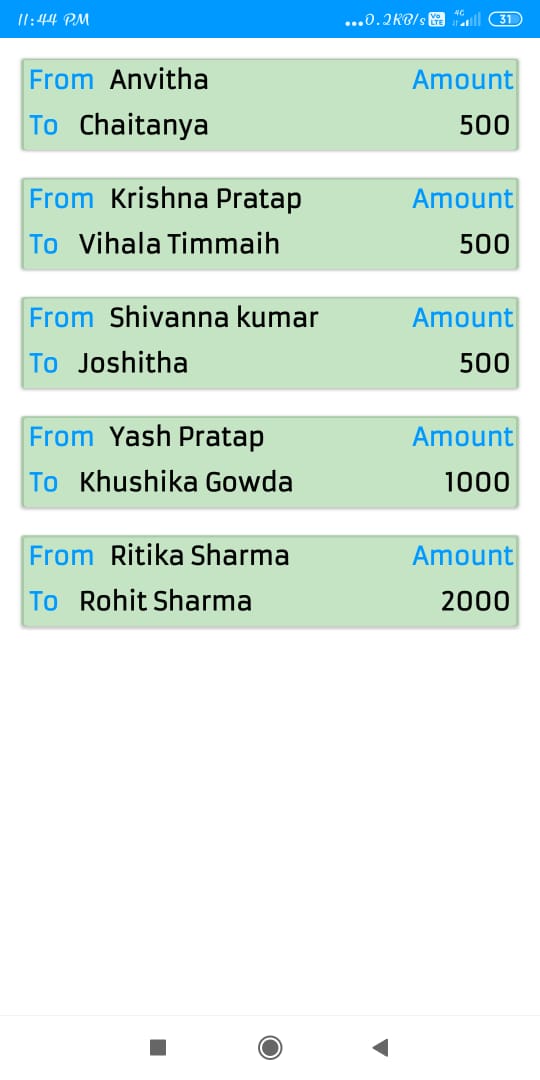 11:44 PM ...0.2KB/s Vo LTE 4G 31
From Anvitha Amount
To Chaitanya 500
From Krishna Pratap Amount
To Vihala Timmaih 500
From Shivanna kumar Amount
To Joshitha 500
From Yash Pratap Amount
To Khushika Gowda 1000
From Ritika Sharma Amount
To Rohit Sharma 2000